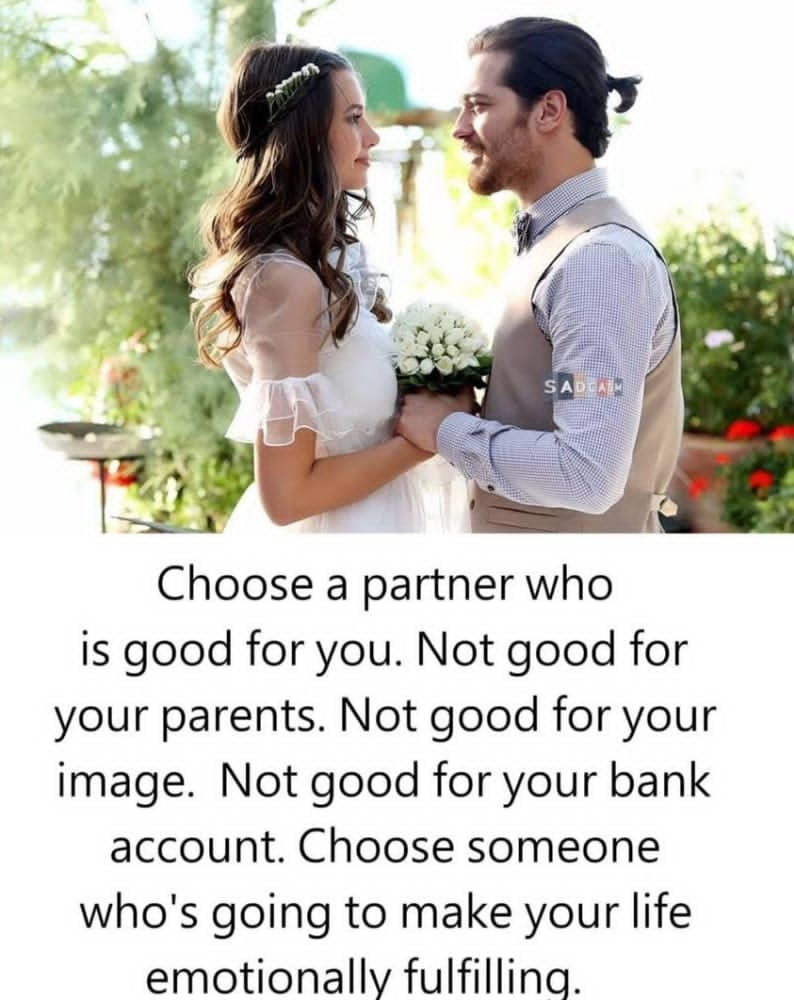 SADCAIM
Choose a partner who
is good for you. Not good for
your parents. Not good for your
image.  Not good for your bank
account. Choose someone
who's going to make your life
emotionally fulfilling.